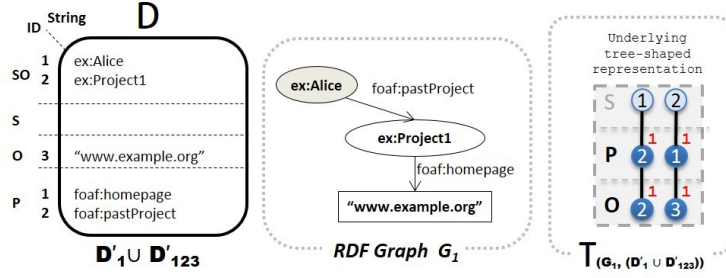 String
ID
D
SO
1 ex:Alice
2 ex:Project1
S
O 3 “www.example.org”
P
1 foaf:homepage
2 foaf:pastProject
D'1∪ D'123
ex:Alice
foaf:pastProject
ex:Project1
foaf:homepage
“www.example.org”
RDF Graph G1
Underlying
tree-shaped
representation
S 1 2
P 2 1 1 1
O 2 1 3 1
T(G1, (D'1 ∪ D'123))